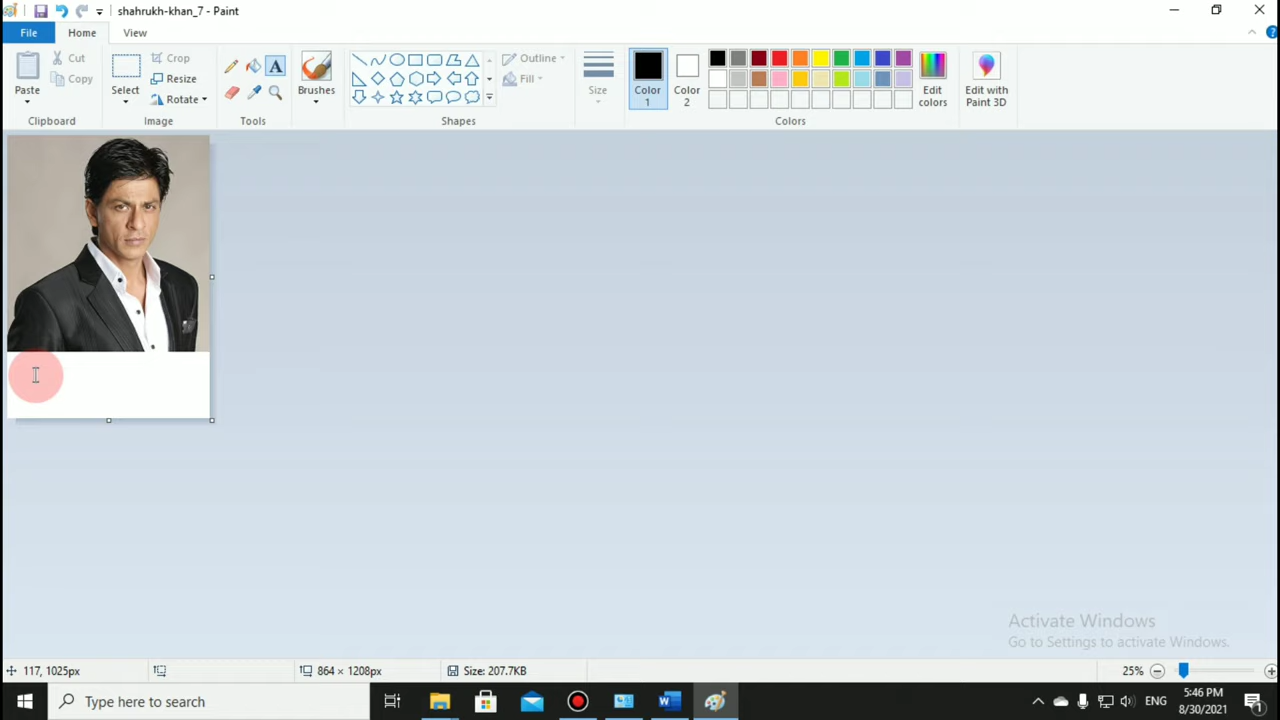 shahrukh-khan_7 - Paint
File Home View
Paste
Cut
Copy
Clipboard
Select
Crop
Resize
Rotate
Image
A
Tools
Brushes
Outline
Fill
Shapes
Size
Color 1
Color 2
Edit colors
Colors
Edit with Paint 3D
Activate Windows
Go to Settings to activate Windows.
117, 1025px
864 × 1208px
Size: 207.7KB
25%
Type here to search
W
ENG
5:46 PM
8/30/2021
1